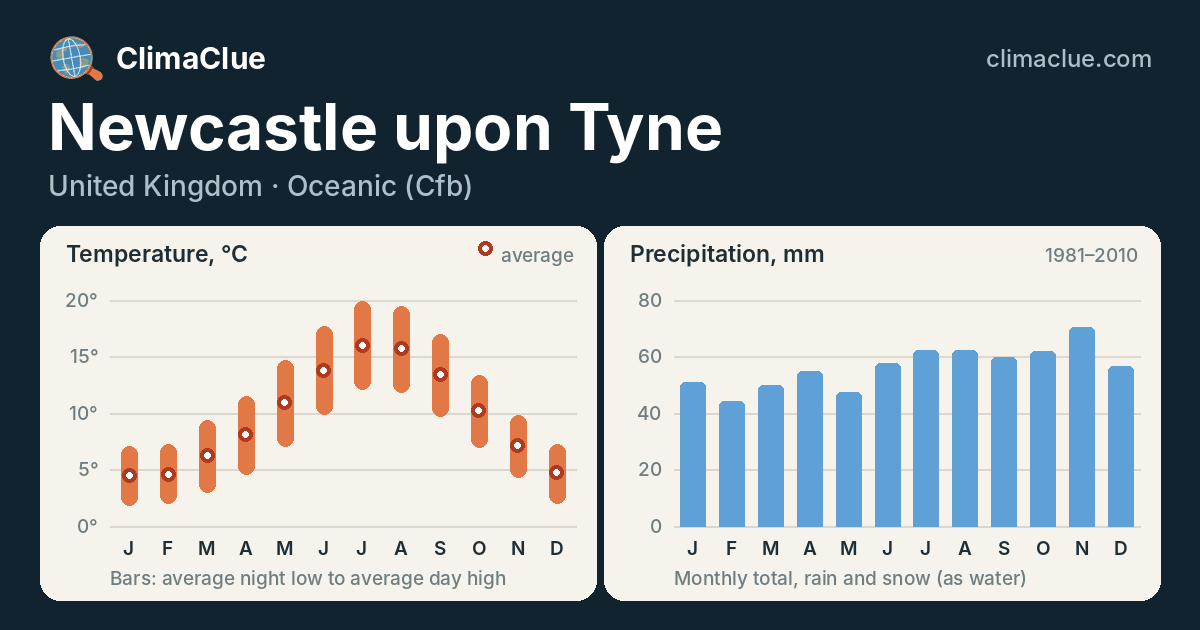 ClimaClue
climaclue.com
Newcastle upon Tyne
United Kingdom · Oceanic (Cfb)
Temperature, °C
average
20°
15°
10°
5°
0°
J F M A M J J A S O N D
Bars: average night low to average day high
Precipitation, mm
1981–2010
80
60
40
20
0
J F M A M J J A S O N D
Monthly total, rain and snow (as water)